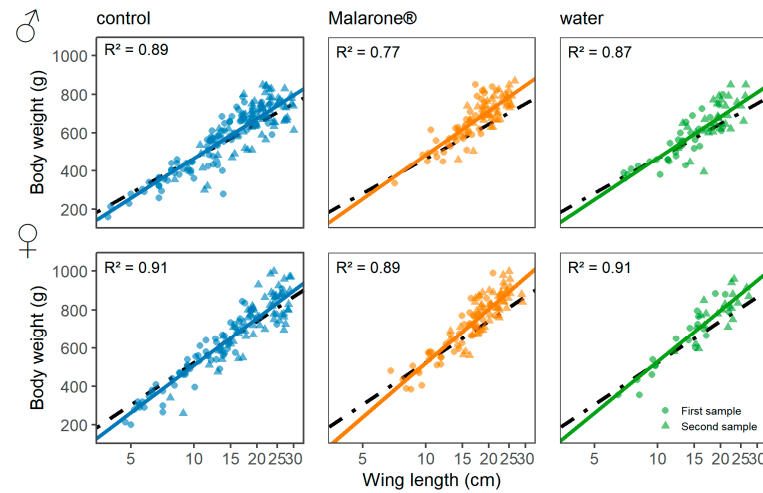 ♂ control Malarone® water
R² = 0.89 R² = 0.77 R² = 0.87
Body weight (g)
1000
800
600
400
200
♀
R² = 0.91 R² = 0.89 R² = 0.91
Body weight (g)
1000
800
600
400
200
First sample
Second sample
5 10 15 20 25 30 5 10 15 20 25 30 5 10 15 20 25 30
Wing length (cm)